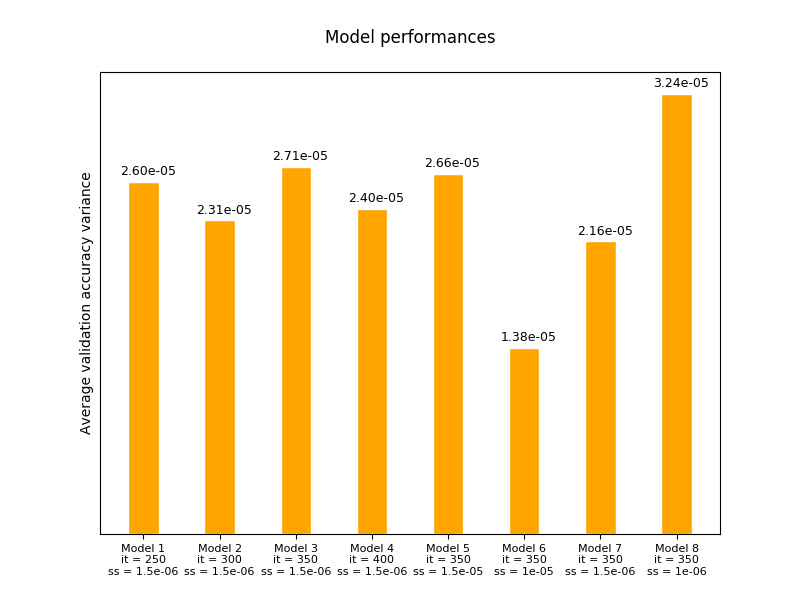 Model performances
3.24e-05
2.71e-05
2.66e-05
2.60e-05
2.40e-05
2.31e-05
2.16e-05
1.38e-05
Average validation accuracy variance
Model 1
it = 250
ss = 1.5e-06
Model 2
it = 300
ss = 1.5e-06
Model 3
it = 350
ss = 1.5e-06
Model 4
it = 400
ss = 1.5e-06
Model 5
it = 350
ss = 1.5e-05
Model 6
it = 350
ss = 1e-05
Model 7
it = 350
ss = 1.5e-06
Model 8
it = 350
ss = 1e-06